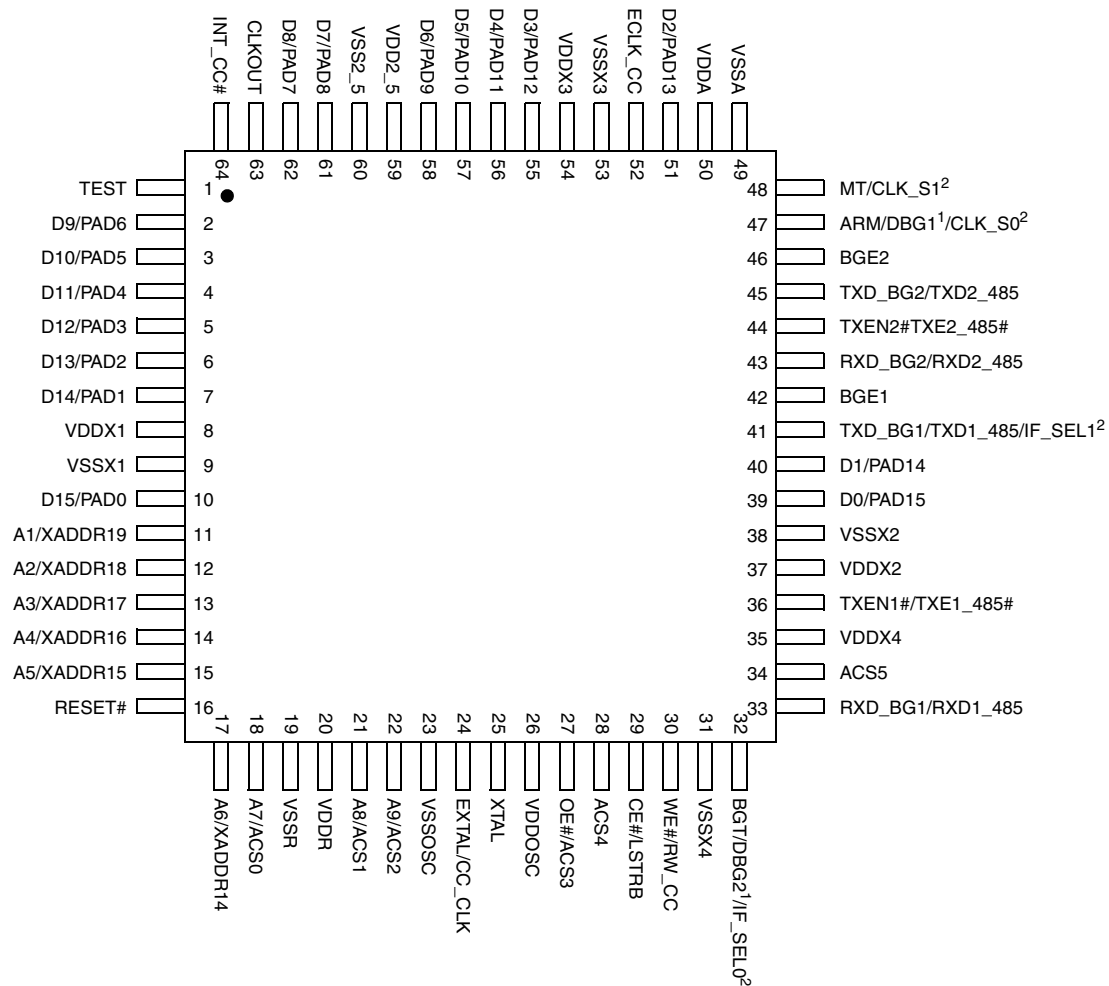 INT_CC#
CLKOUT
D8/PAD7
D7/PAD8
VSS2_5
VDD2_5
D6/PAD9
D5/PAD10
D4/PAD11
D3/PAD12
VDDX3
VSSX3
ECLK_CC
D2/PAD13
VDDA
VSSA
64
63
62
61
60
59
58
57
56
55
54
53
52
51
50
49
TEST 1
D9/PAD6 2
D10/PAD5 3
D11/PAD4 4
D12/PAD3 5
D13/PAD2 6
D14/PAD1 7
VDDX1 8
VSSX1 9
D15/PAD0 10
A1/XADDR19 11
A2/XADDR18 12
A3/XADDR17 13
A4/XADDR16 14
A5/XADDR15 15
RESET# 16
48 MT/CLK_S1²
47 ARM/DBG1¹/CLK_S0²
46 BGE2
45 TXD_BG2/TXD2_485
44 TXEN2#TXE2_485#
43 RXD_BG2/RXD2_485
42 BGE1
41 TXD_BG1/TXD1_485/IF_SEL1²
40 D1/PAD14
39 D0/PAD15
38 VSSX2
37 VDDX2
36 TXEN1#/TXE1_485#
35 VDDX4
34 ACS5
33 RXD_BG1/RXD1_485
17
18
19
20
21
22
23
24
25
26
27
28
29
30
31
32
A6/XADDR14
A7/ACS0
VSSR
VDDR
A8/ACS1
A9/ACS2
VSSOSC
EXTAL/CC_CLK
XTAL
VDDOSC
OE#/ACS3
ACS4
CE#/LSTRB
WE#/RW_CC
VSSX4
BGT/DBG2¹/IF_SEL0²